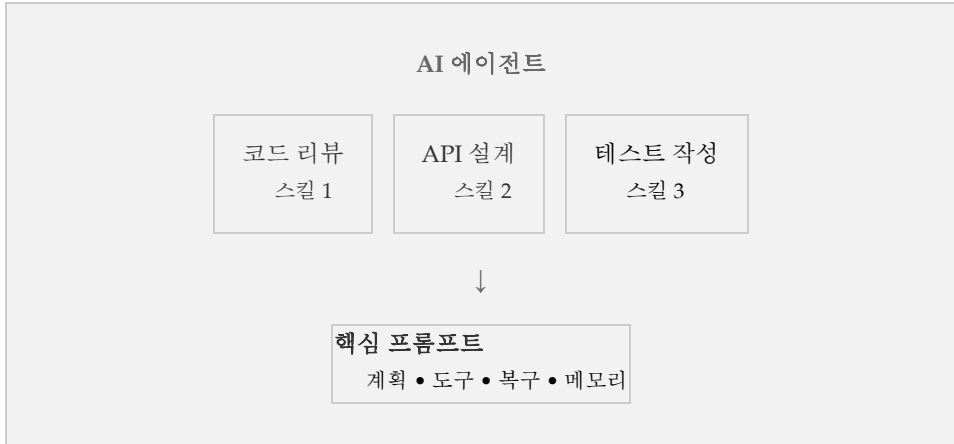 AI 에이전트
코드 리뷰
스킬 1
API 설계
스킬 2
테스트 작성
스킬 3
↓
핵심 프롬프트
계획 • 도구 • 복구 • 메모리